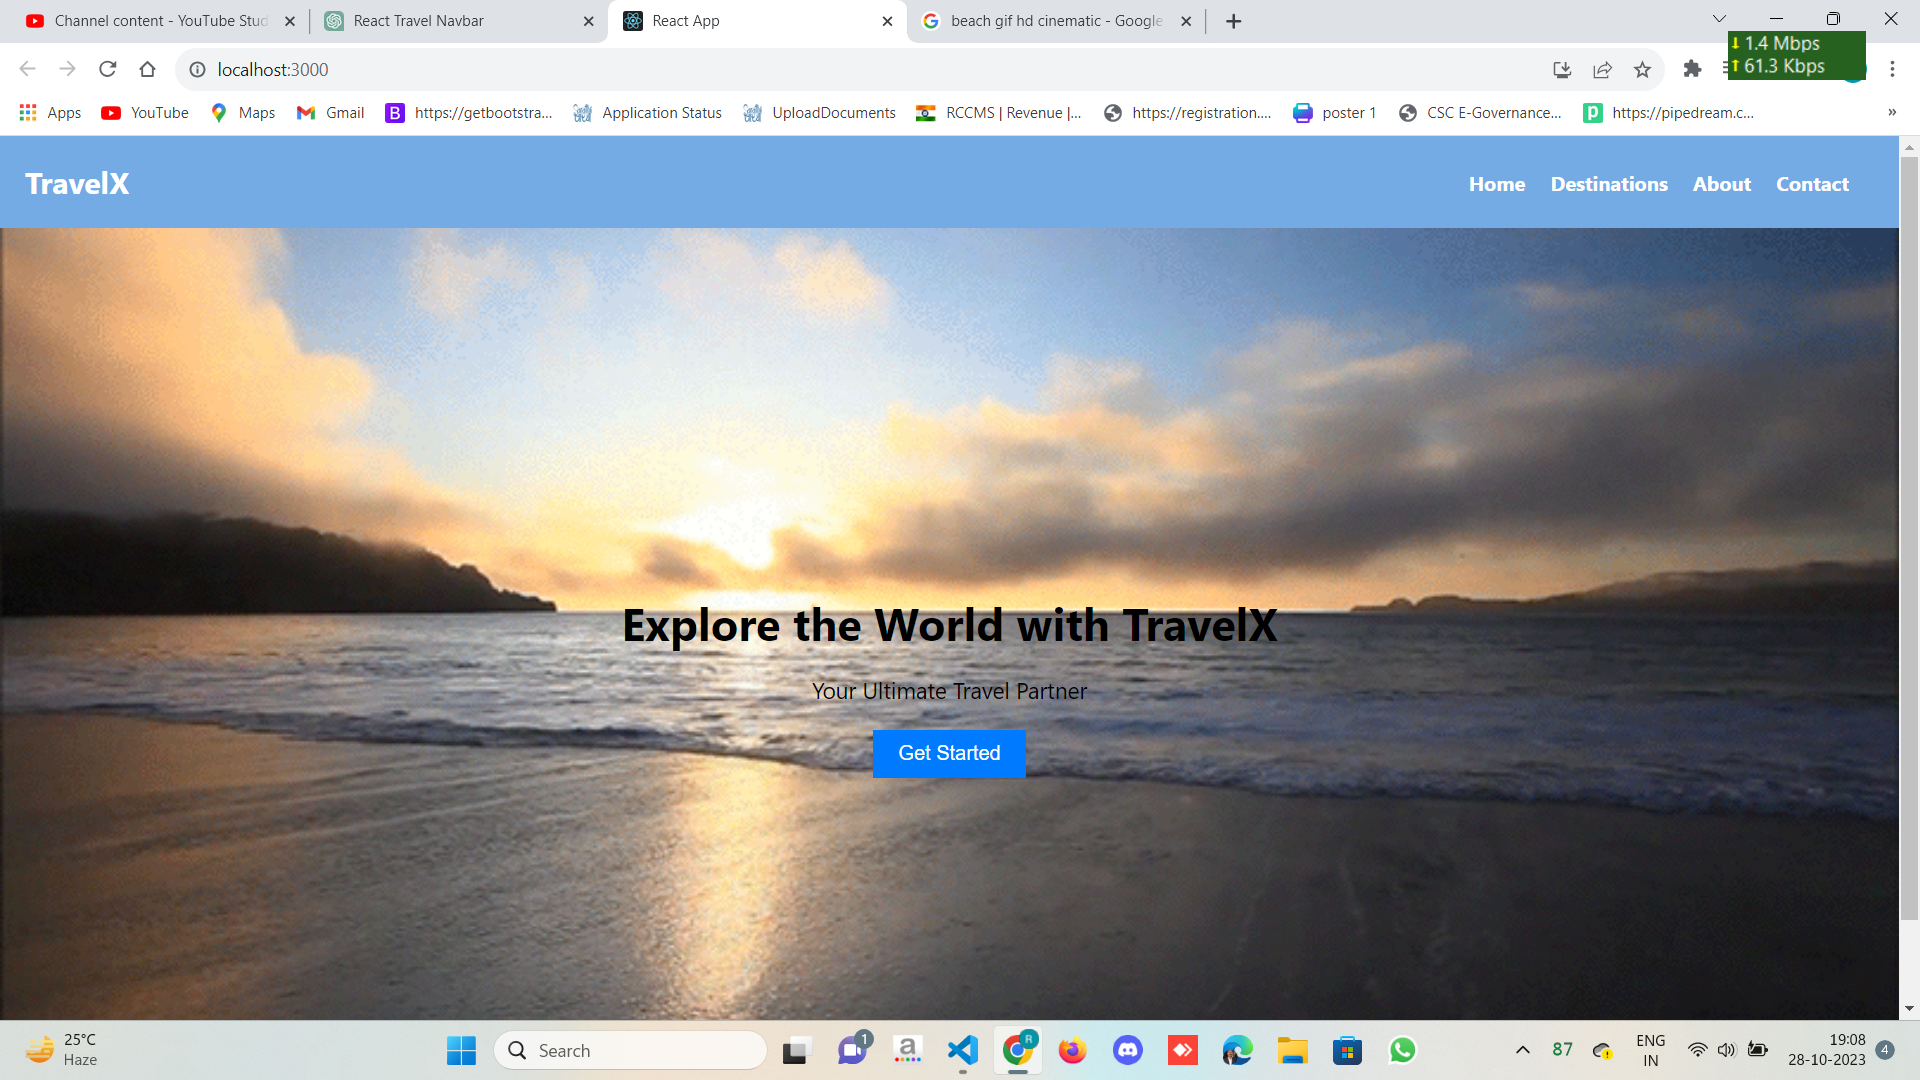 Channel content - YouTube Stud
React Travel Navbar
React App
beach gif hd cinematic - Google
1.4 Mbps
61.3 Kbps
localhost:3000
Apps
YouTube
Maps
Gmail
B
https://getbootstra...
Application Status
UploadDocuments
RCCMS | Revenue |...
https://registration....
poster 1
CSC E-Governance...
p
https://pipedream.c...
»
TravelX
Home
Destinations
About
Contact
Explore the World with TravelX
Your Ultimate Travel Partner
Get Started
25°C
Haze
Search
1
a
R
87
ENG
IN
19:08
28-10-2023
4